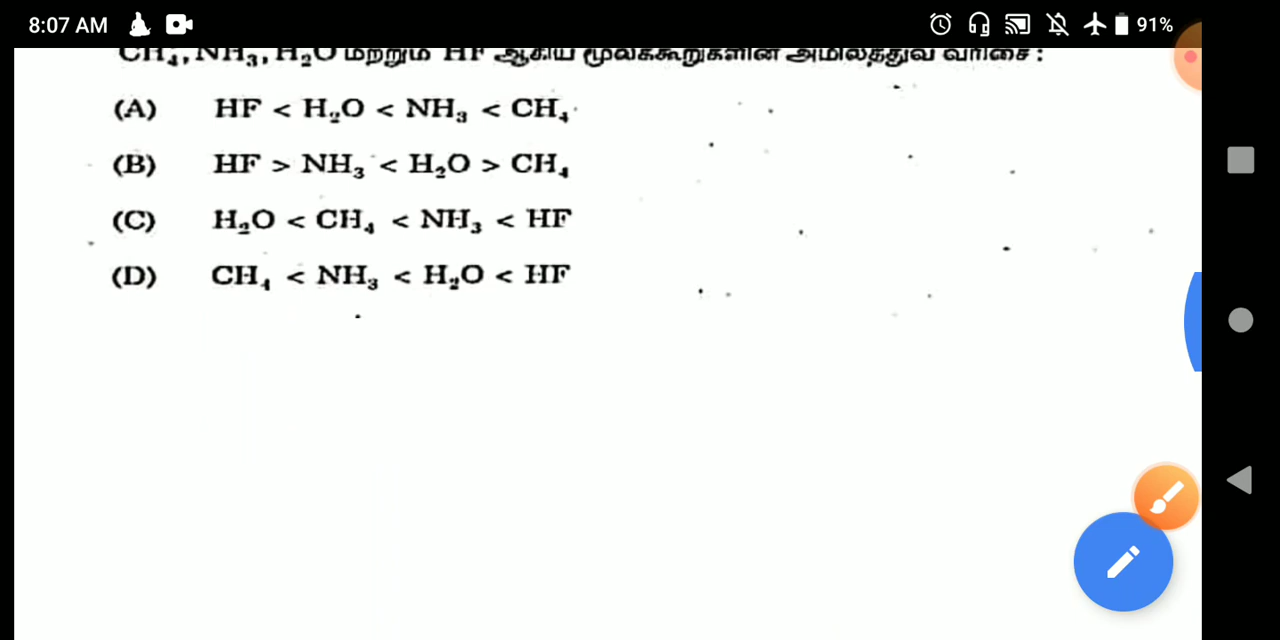 8:07 AM
91%
CH₄, NH₃, H₂O மற்றும் HF ஆகிய மூலக்கூறுகளின் அமிலத்துவ வரிசை :
(A) HF < H₂O < NH₃ < CH₄
(B) HF > NH₃ < H₂O > CH₄
(C) H₂O < CH₄ < NH₃ < HF
(D) CH₄ < NH₃ < H₂O < HF